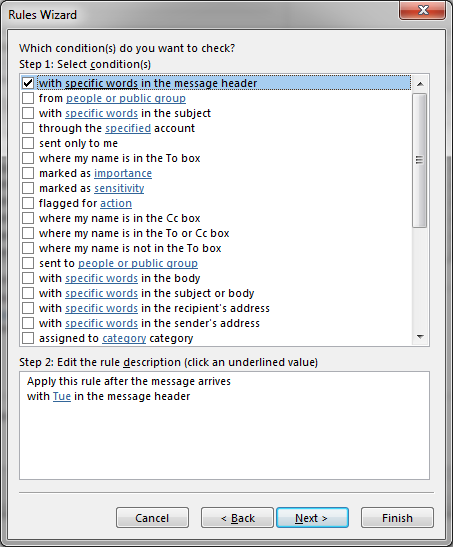 Rules Wizard
Which condition(s) do you want to check?
Step 1: Select condition(s)
with specific words in the message header
from people or public group
with specific words in the subject
through the specified account
sent only to me
where my name is in the To box
marked as importance
marked as sensitivity
flagged for action
where my name is in the Cc box
where my name is in the To or Cc box
where my name is not in the To box
sent to people or public group
with specific words in the body
with specific words in the subject or body
with specific words in the recipient's address
with specific words in the sender's address
assigned to category category
Step 2: Edit the rule description (click an underlined value)
Apply this rule after the message arrives
with Tue in the message header
Cancel < Back Next > Finish